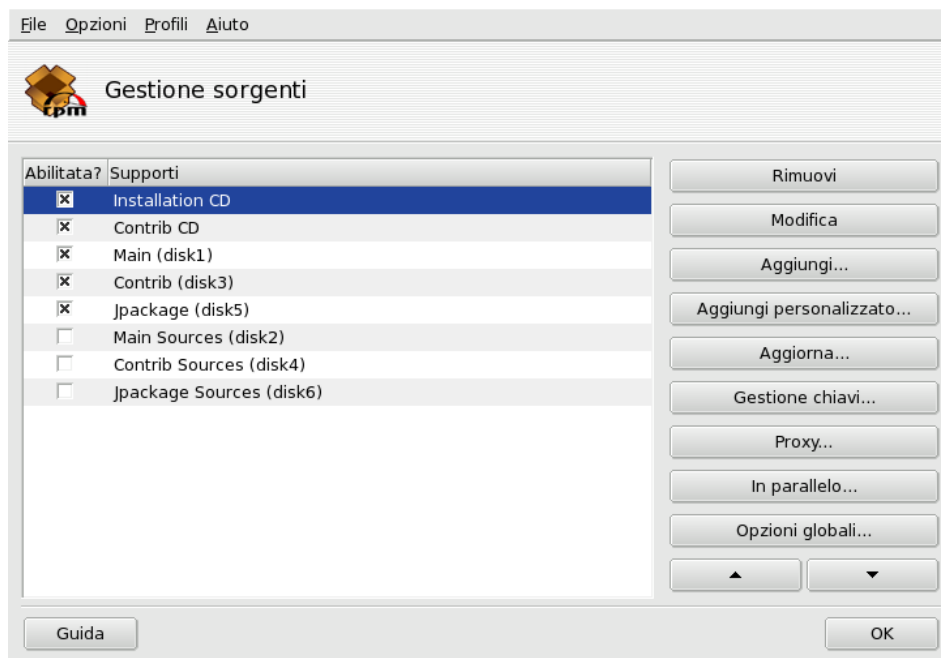 File Opzioni Profili Aiuto
rpm
Gestione sorgenti
Abilitata? Supporti
Installation CD
Contrib CD
Main (disk1)
Contrib (disk3)
Jpackage (disk5)
Main Sources (disk2)
Contrib Sources (disk4)
Jpackage Sources (disk6)
Rimuovi
Modifica
Aggiungi...
Aggiungi personalizzato...
Aggiorna...
Gestione chiavi...
Proxy...
In parallelo...
Opzioni globali...
Guida
OK